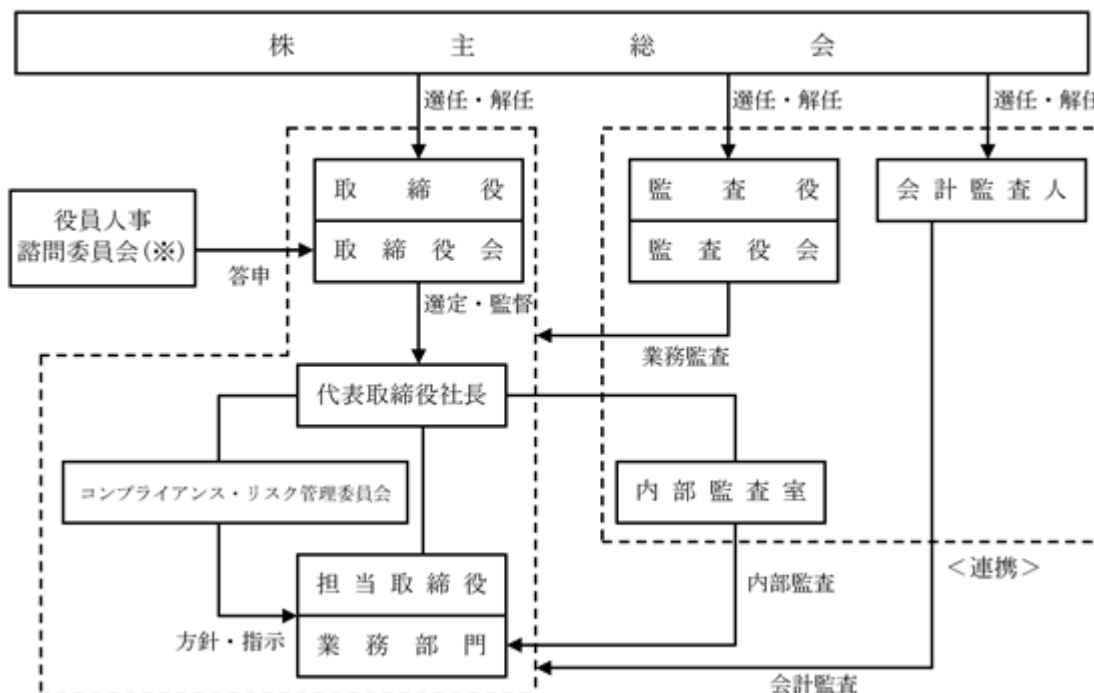 株主総会
選任・解任
選任・解任
選任・解任
取締役
監査役
会計監査人
役員人事
諮問委員会(※)
取締役会
監査役会
答申
選定・監督
業務監査
代表取締役社長
コンプライアンス・リスク管理委員会
内部監査室
担当取締役
内部監査
＜連携＞
方針・指示
業務部門
会計監査